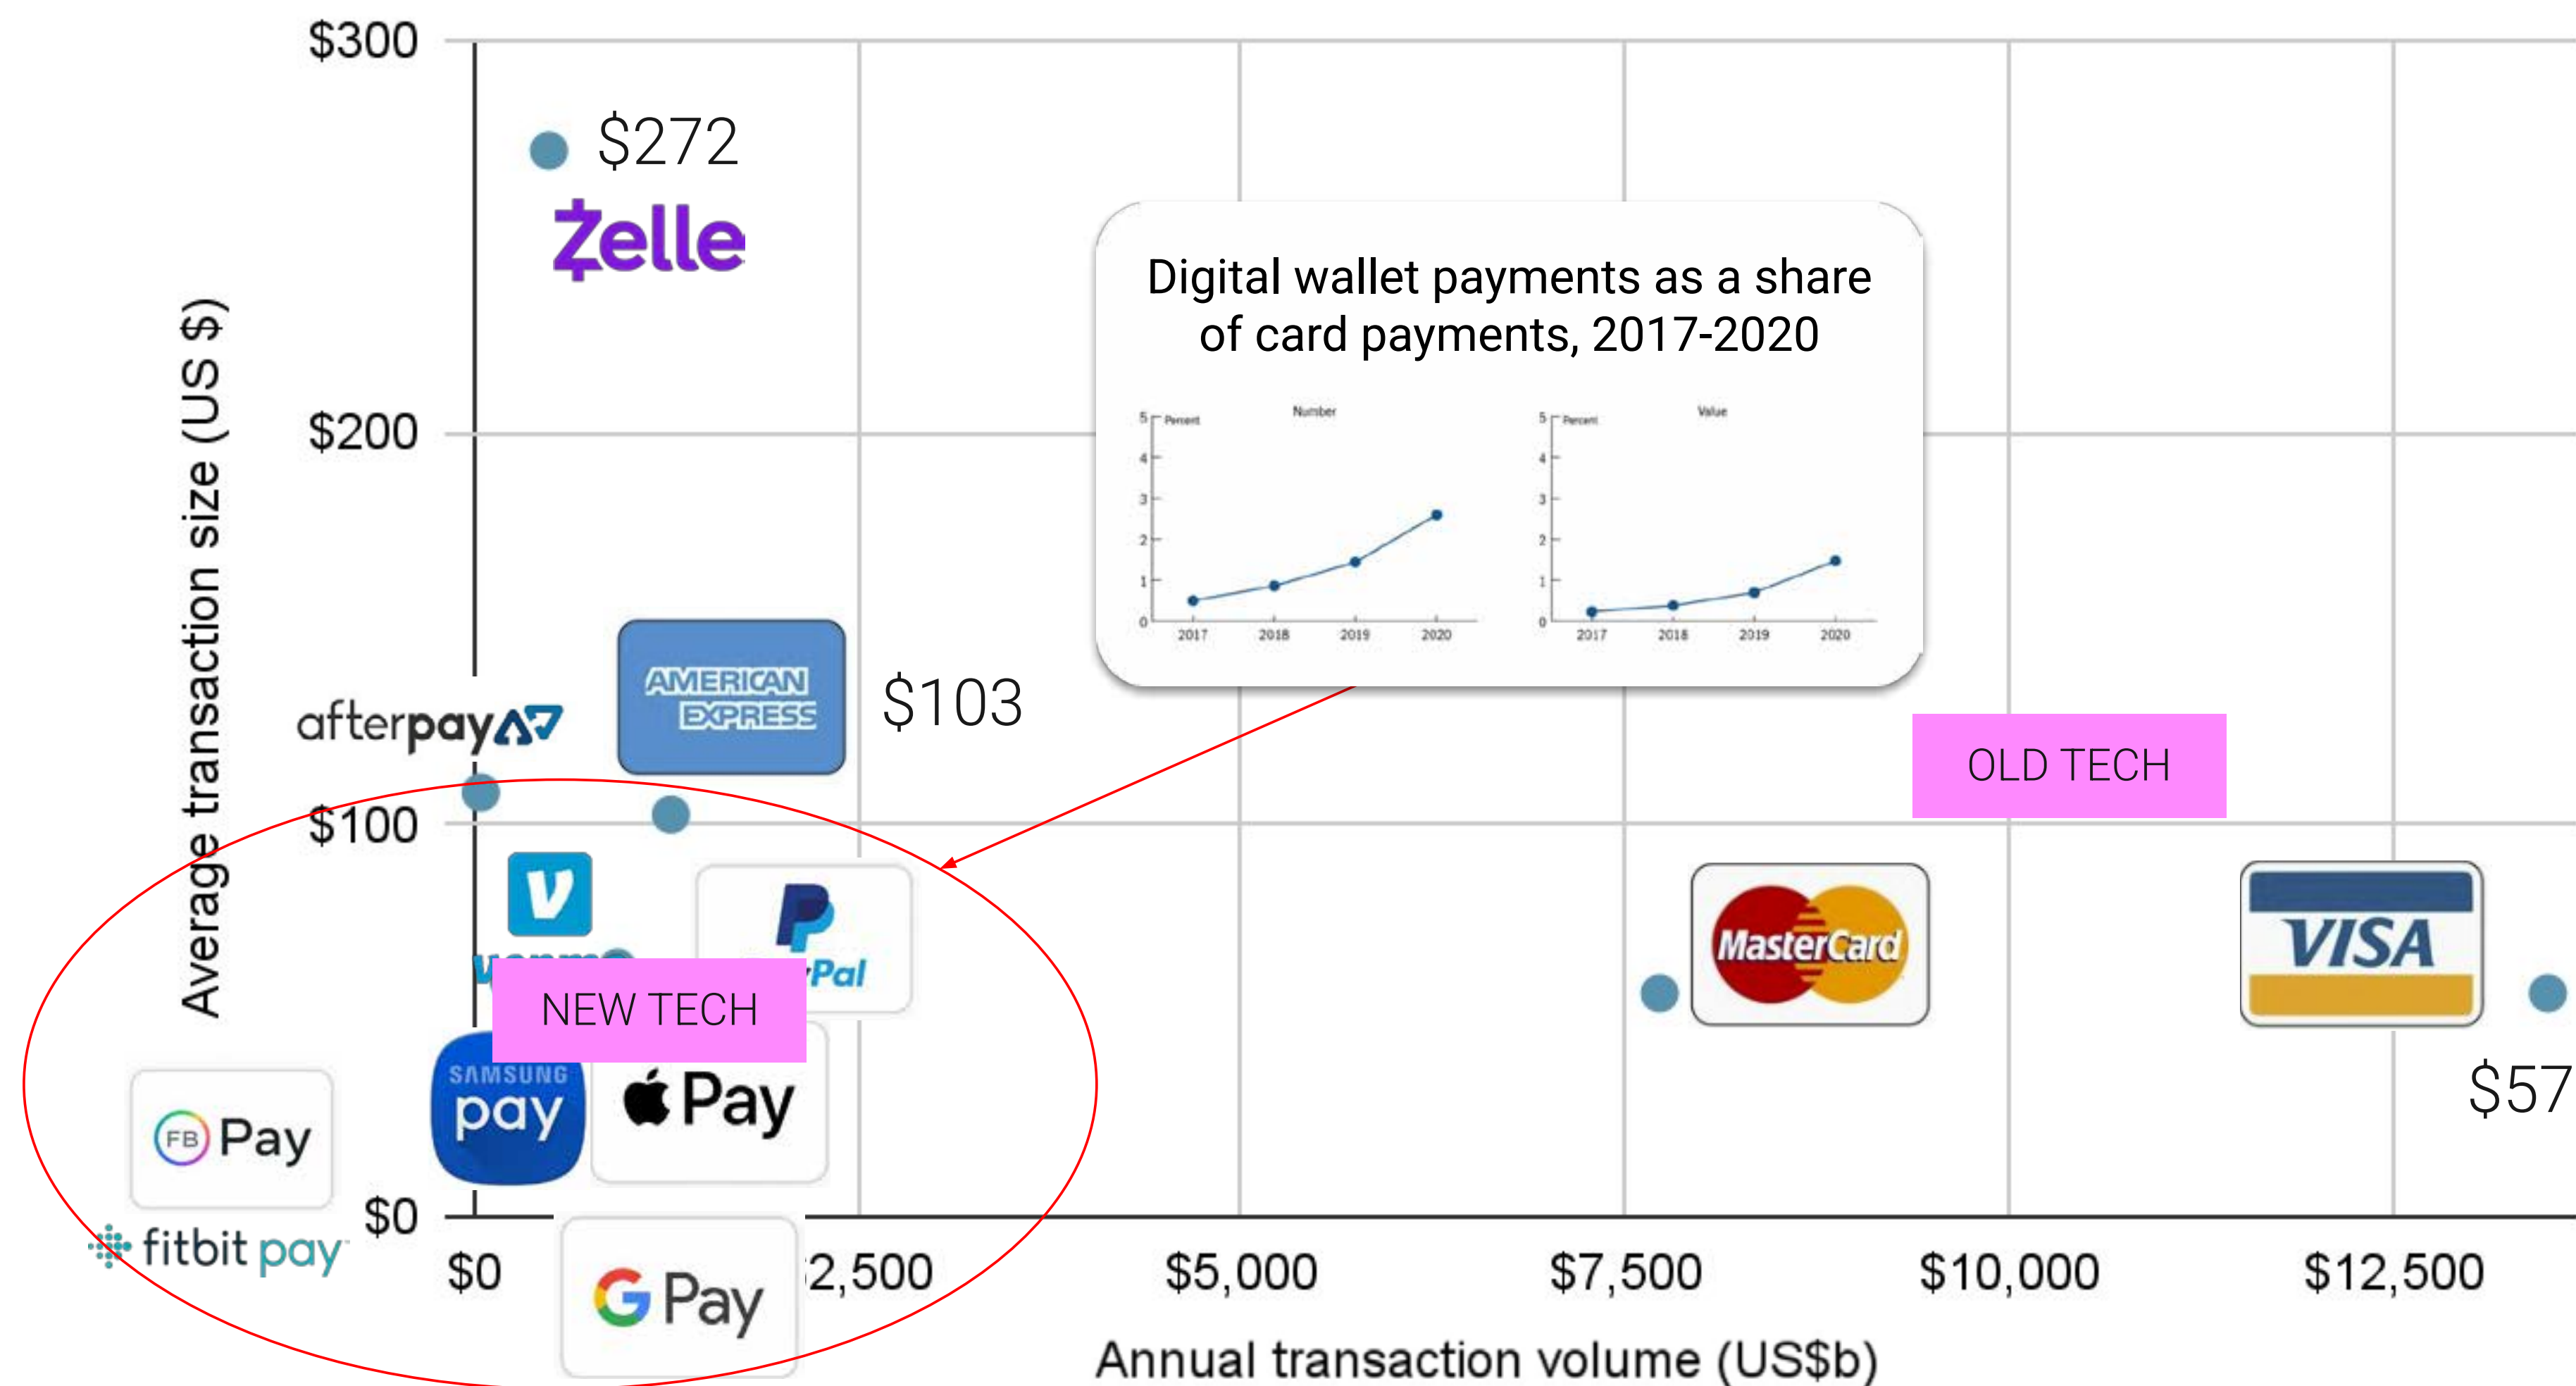 $300
$272
Zelle
Digital wallet payments as a share
of card payments, 2017-2020
Number
Value
5 Percent
4
3
2
1
0
2017 2018 2019 2020
5 Percent
4
3
2
1
0
2017 2018 2019 2020
Average transaction size (US $)
$200
AMERICAN
EXPRESS
$103
afterpay
OLD TECH
$100
V
MasterCard
VISA
P
Pal
NEW TECH
SAMSUNG
pay
Pay
$57
FB Pay
$0
fitbit pay
$0
2,500
$5,000
$7,500
$10,000
$12,500
G Pay
Annual transaction volume (US$b)